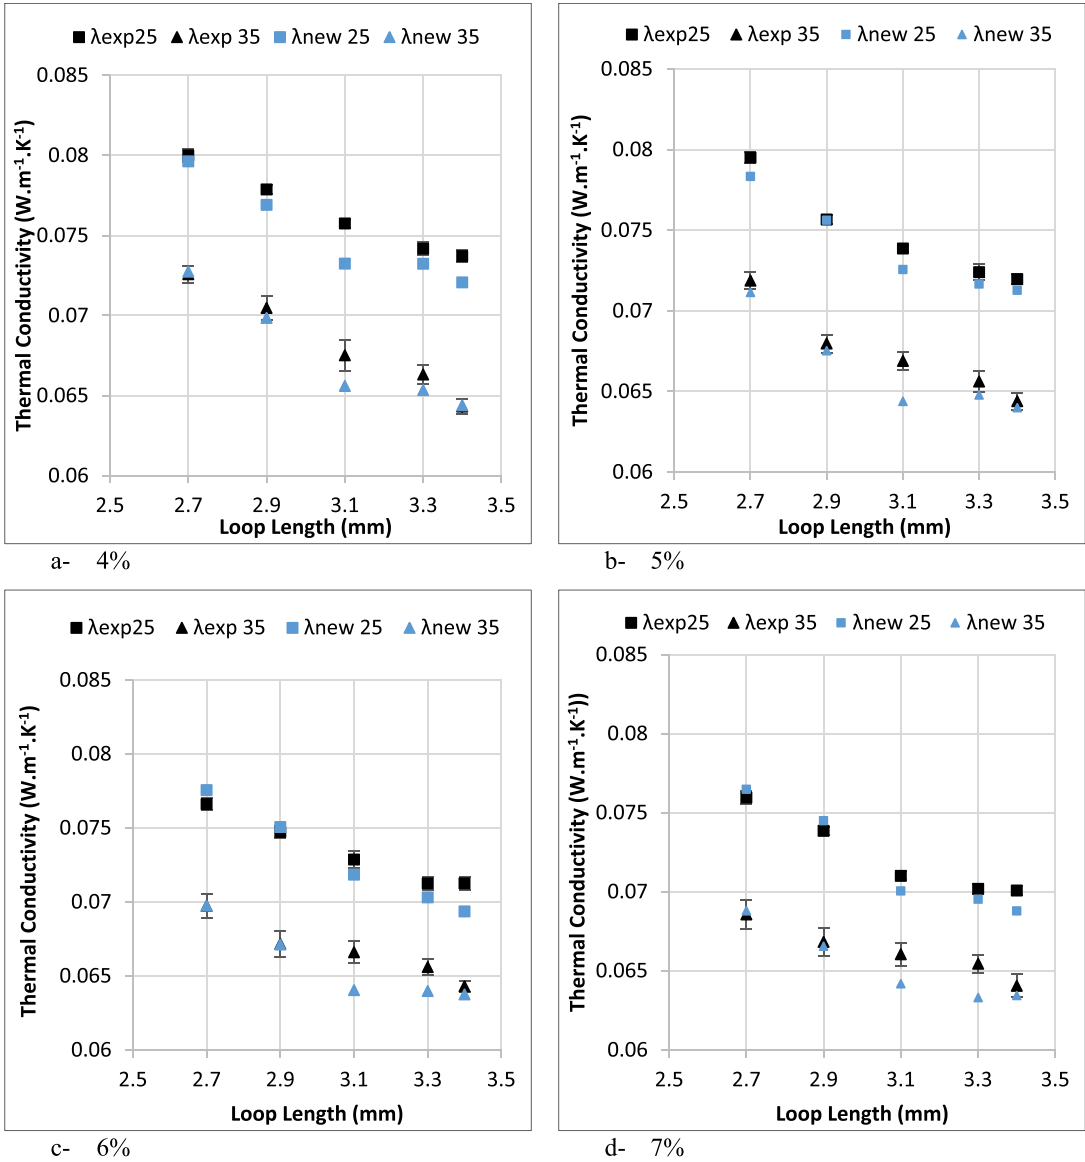 λexp25 λexp 35 λnew 25 λnew 35
Thermal Conductivity (W.m⁻¹.K⁻¹)
0.085
0.08
0.075
0.07
0.065
0.06
2.5 2.7 2.9 3.1 3.3 3.5
Loop Length (mm)
a- 4%
λexp25 λexp 35 λnew 25 λnew 35
Thermal Conductivity (W.m⁻¹.K⁻¹)
0.085
0.08
0.075
0.07
0.065
0.06
2.5 2.7 2.9 3.1 3.3 3.5
Loop Length (mm)
b- 5%
λexp25 λexp 35 λnew 25 λnew 35
Thermal Conductivity (W.m⁻¹.K⁻¹)
0.085
0.08
0.075
0.07
0.065
0.06
2.5 2.7 2.9 3.1 3.3 3.5
Loop Length (mm)
c- 6%
λexp25 λexp 35 λnew 25 λnew 35
Thermal Conductivity (W.m⁻¹.K⁻¹))
0.085
0.08
0.075
0.07
0.065
0.06
2.5 2.7 2.9 3.1 3.3 3.5
Loop Length (mm)
d- 7%